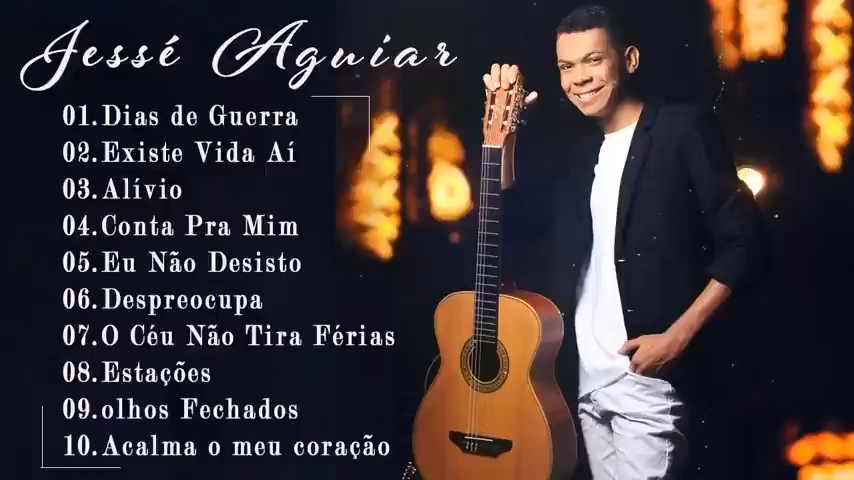 Jessé Aguiar
01.Dias de Guerra
02.Existe Vida Aí
03.Alívio
04.Conta Pra Mim
05.Eu Não Desisto
06.Despreocupa
07.O Céu Não Tira Férias
08.Estações
09.olhos Fechados
10.Acalma o meu coração